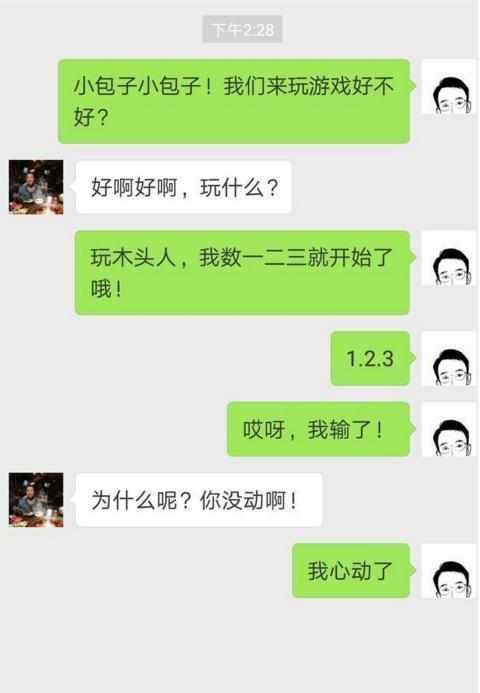 下午2:28
小包子小包子！我们来玩游戏好不
好？
好啊好啊，玩什么？
玩木头人，我数一二三就开始了
哦！
1.2.3
哎呀，我输了！
为什么呢？你没动啊！
我心动了